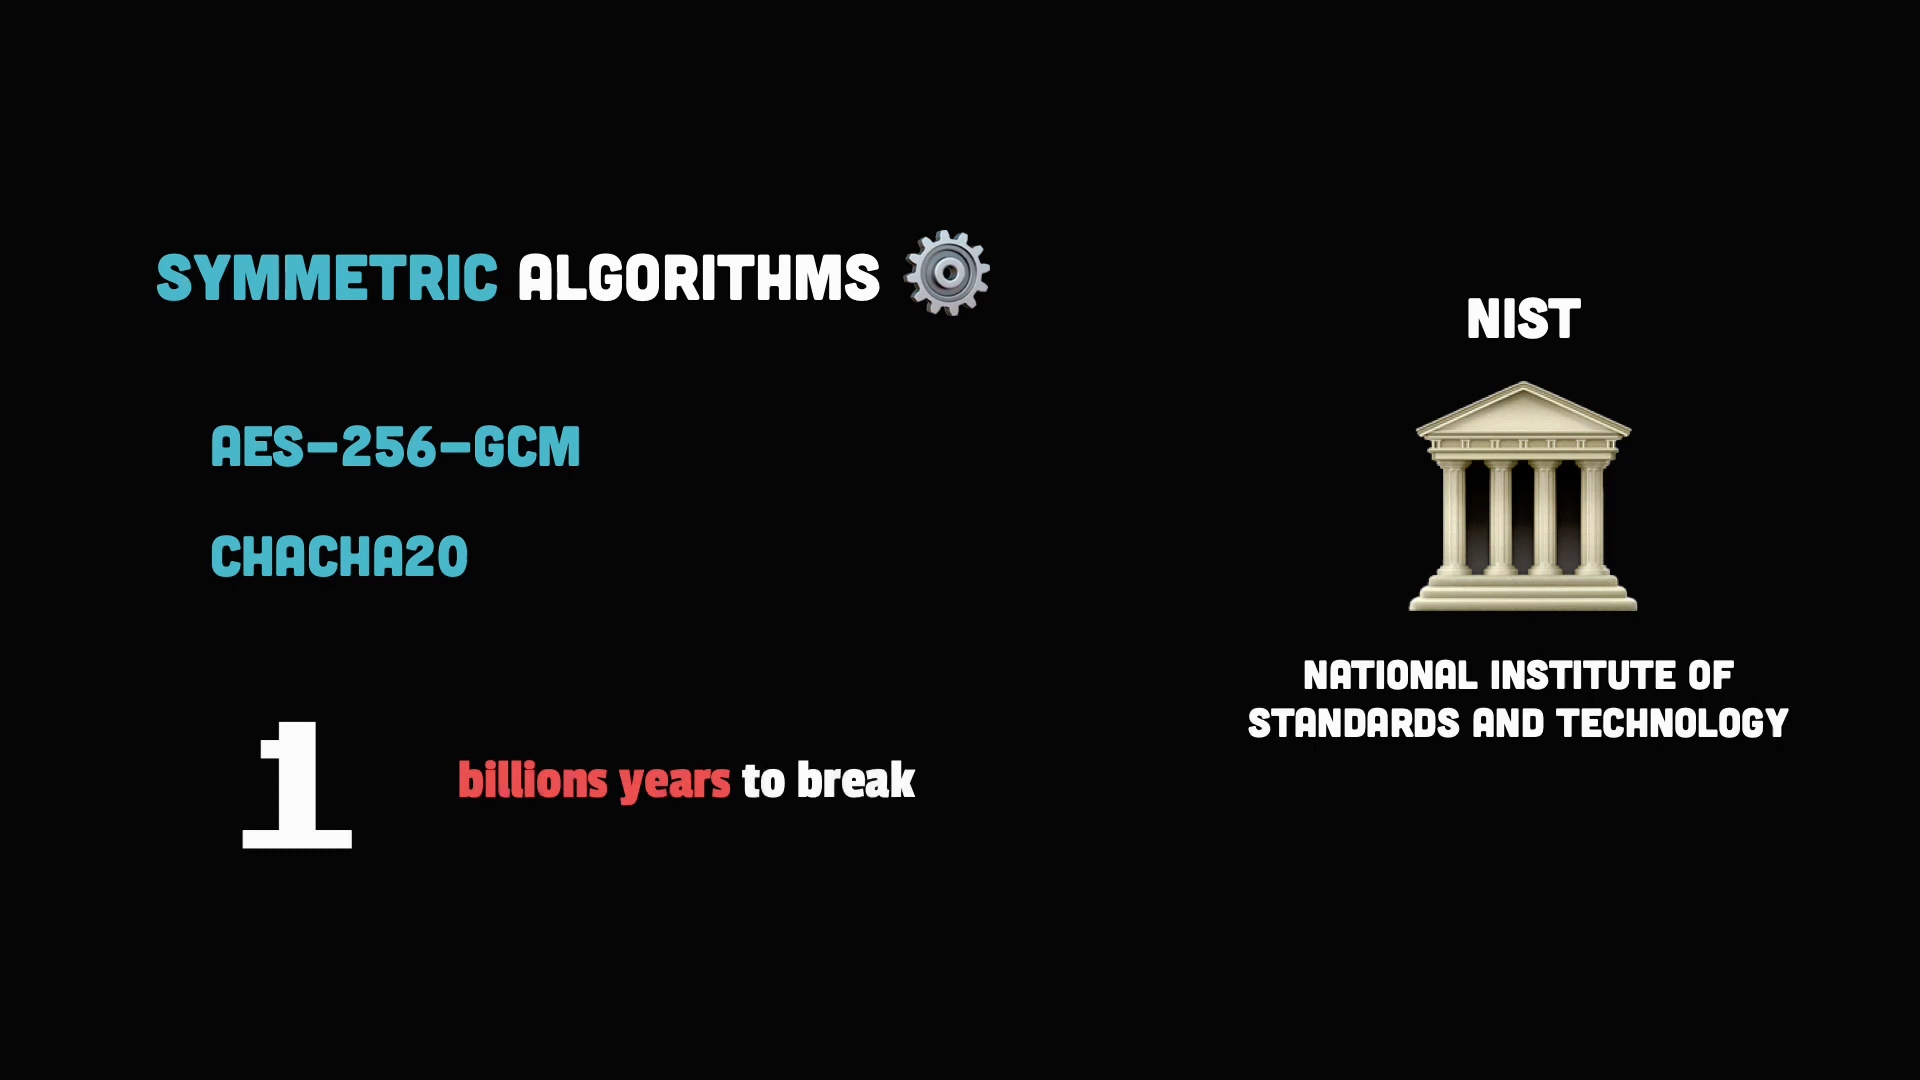 SYMMETRIC ALGORITHMS
AES-256-GCM
CHACHA20
1 billions years to break
NIST
NATIONAL INSTITUTE OF
STANDARDS AND TECHNOLOGY